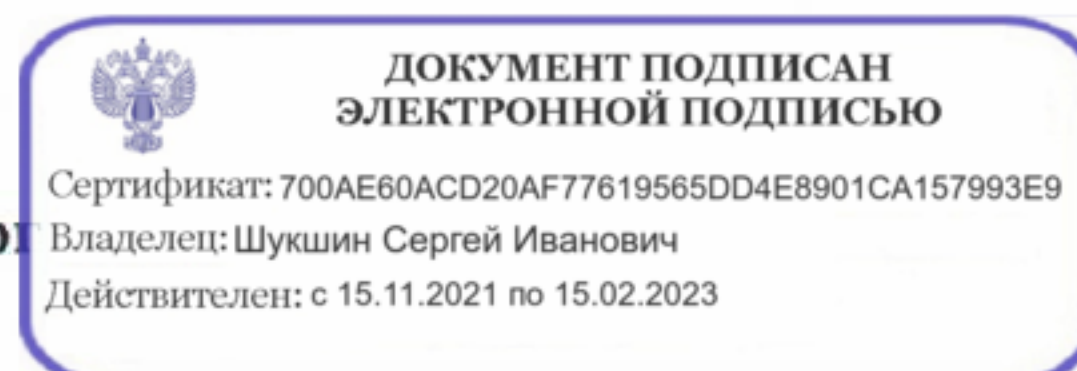 ДОКУМЕНТ ПОДПИСАН
ЭЛЕКТРОННОЙ ПОДПИСЬЮ
Сертификат: 700AE60ACD20AF77619565DD4E8901CA157993E9
Владелец: Шукшин Сергей Иванович
Действителен: с 15.11.2021 по 15.02.2023